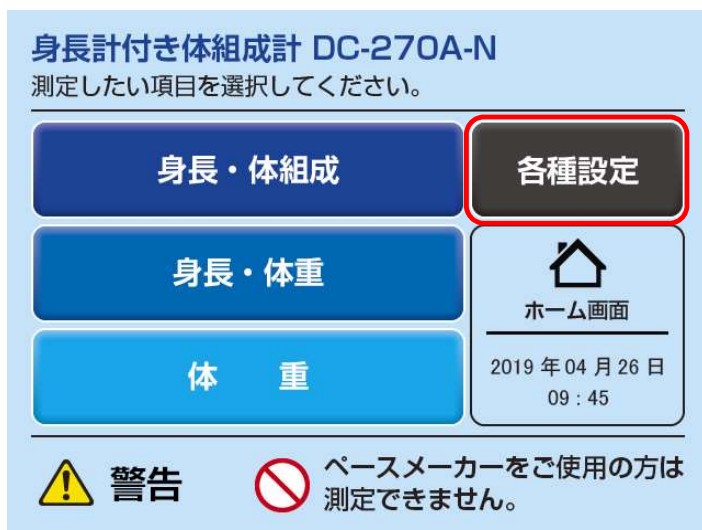 身長計付き体組成計 DC-270A-N
測定したい項目を選択してください。
身長・体組成
各種設定
身長・体重
ホーム画面
2019 年 04 月 26 日
09 : 45
体 重
警告
ペースメーカーをご使用の方は
測定できません。